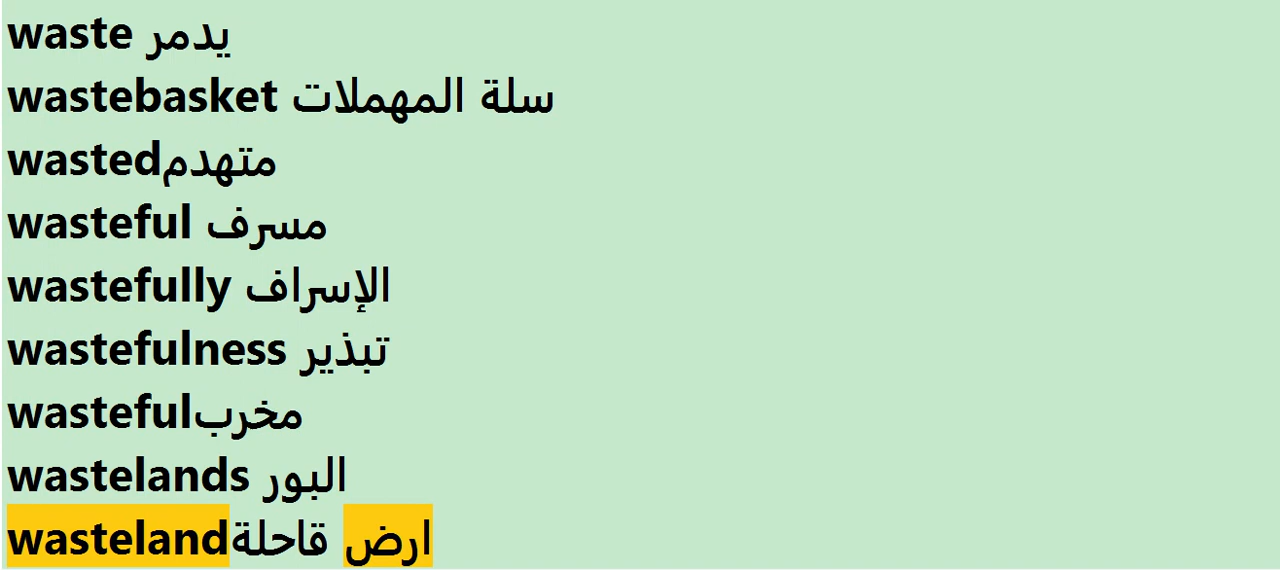 waste يدمر
wastebasket سلة المهملات
wastedمتهدم
wasteful مسرف
wastefully الإسراف
wastefulness تبذير
wastefulمخرب
wastelands البور
wastelandارض قاحلة